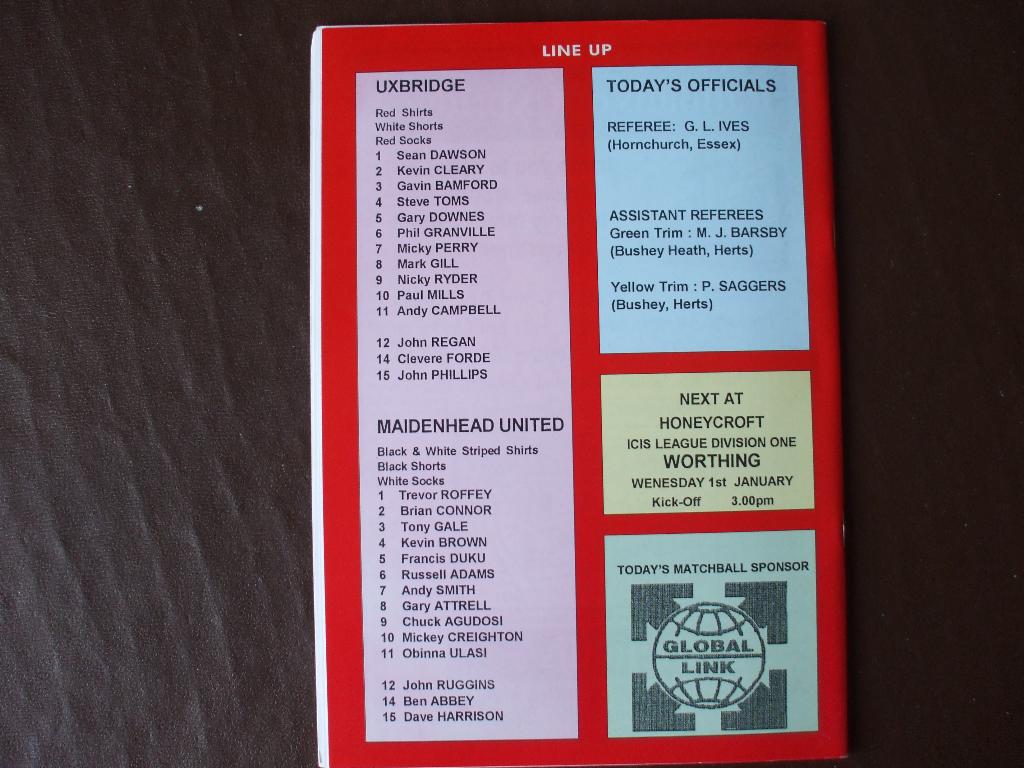 LINE UP
UXBRIDGE
Red Shirts
White Shorts
Red Socks
1 Sean DAWSON
2 Kevin CLEARY
3 Gavin BAMFORD
4 Steve TOMS
5 Gary DOWNES
6 Phil GRANVILLE
7 Micky PERRY
8 Mark GILL
9 Nicky RYDER
10 Paul MILLS
11 Andy CAMPBELL
12 John REGAN
14 Clevere FORDE
15 John PHILLIPS
MAIDENHEAD UNITED
Black & White Striped Shirts
Black Shorts
White Socks
1 Trevor ROFFEY
2 Brian CONNOR
3 Tony GALE
4 Kevin BROWN
5 Francis DUKU
6 Russell ADAMS
7 Andy SMITH
8 Gary ATTRELL
9 Chuck AGUDOSI
10 Mickey CREIGHTON
11 Obinna ULASI
12 John RUGGINS
14 Ben ABBEY
15 Dave HARRISON
TODAY'S OFFICIALS
REFEREE: G. L. IVES
(Hornchurch, Essex)
ASSISTANT REFEREES
Green Trim : M. J. BARSBY
(Bushey Heath, Herts)
Yellow Trim : P. SAGGERS
(Bushey, Herts)
NEXT AT
HONEYCROFT
ICIS LEAGUE DIVISION ONE
WORTHING
WENESDAY 1st JANUARY
Kick-Off 3.00pm
TODAY'S MATCHBALL SPONSOR
GLOBAL
LINK